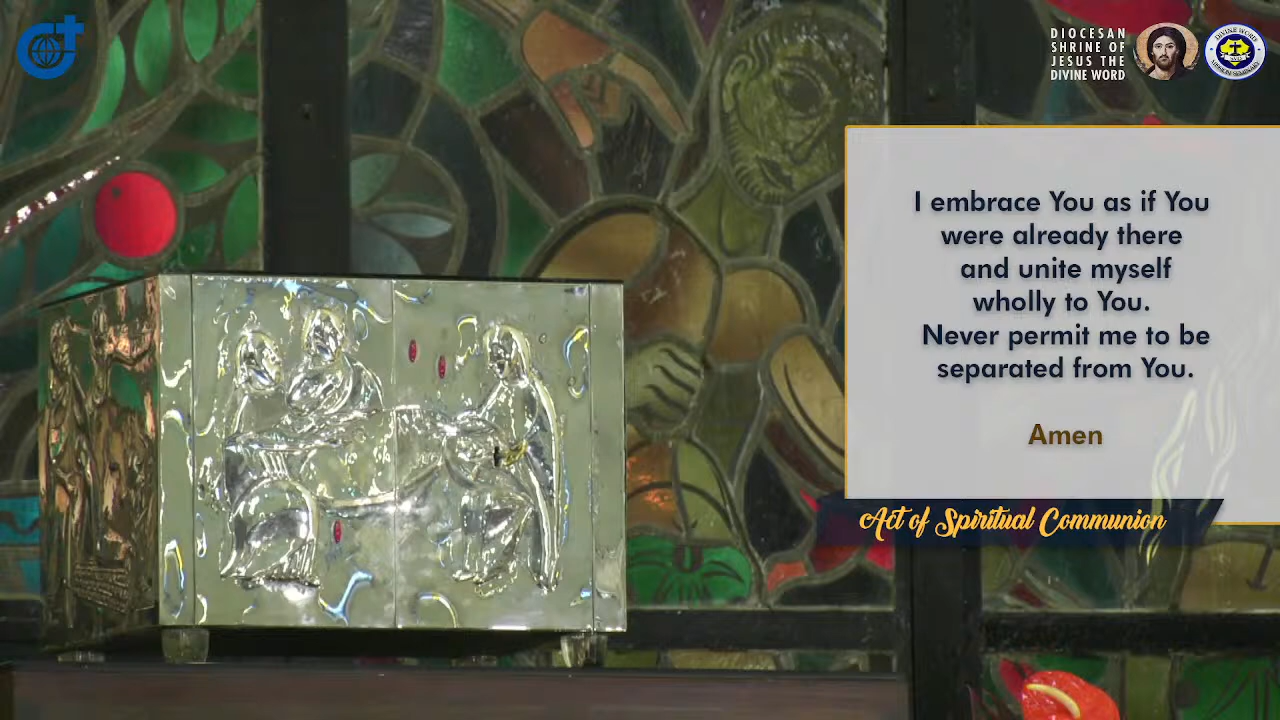 DIOCESAN
SHRINE OF
JESUS THE
DIVINE WORD
I embrace You as if You
were already there
and unite myself
wholly to You.
Never permit me to be
separated from You.
Amen
Act of Spiritual Communion